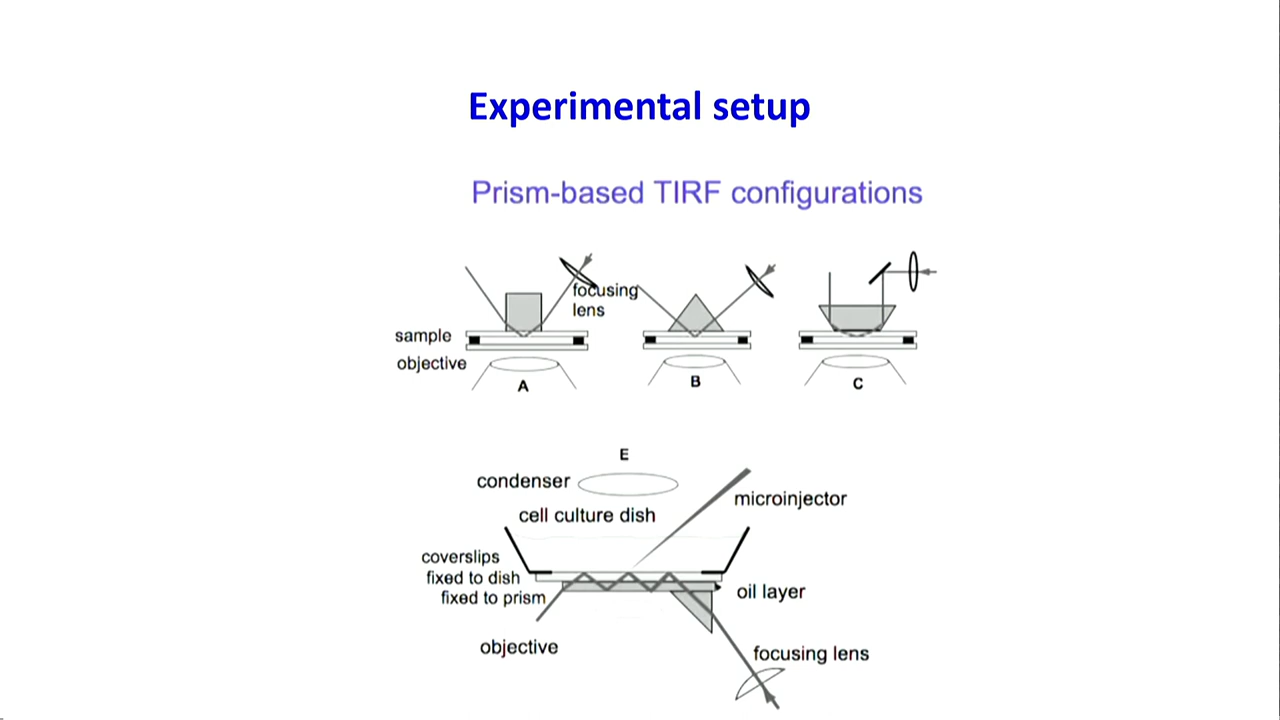 Experimental setup
Prism-based TIRF configurations
focusing
lens
sample
objective
A
B
C
E
condenser
microinjector
cell culture dish
coverslips
fixed to dish
fixed to prism
oil layer
objective
focusing lens